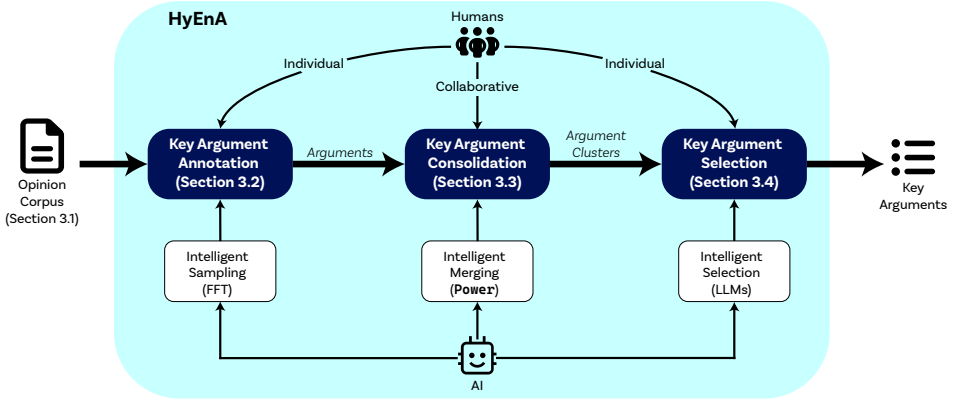 HyEnA
Humans
Individual
Individual
Collaborative
Opinion
Corpus
(Section 3.1)
Key Argument
Annotation
(Section 3.2)
Arguments
Key Argument
Consolidation
(Section 3.3)
Argument
Clusters
Key Argument
Selection
(Section 3.4)
Key
Arguments
Intelligent
Sampling
(FFT)
Intelligent
Merging
(Power)
Intelligent
Selection
(LLMs)
AI